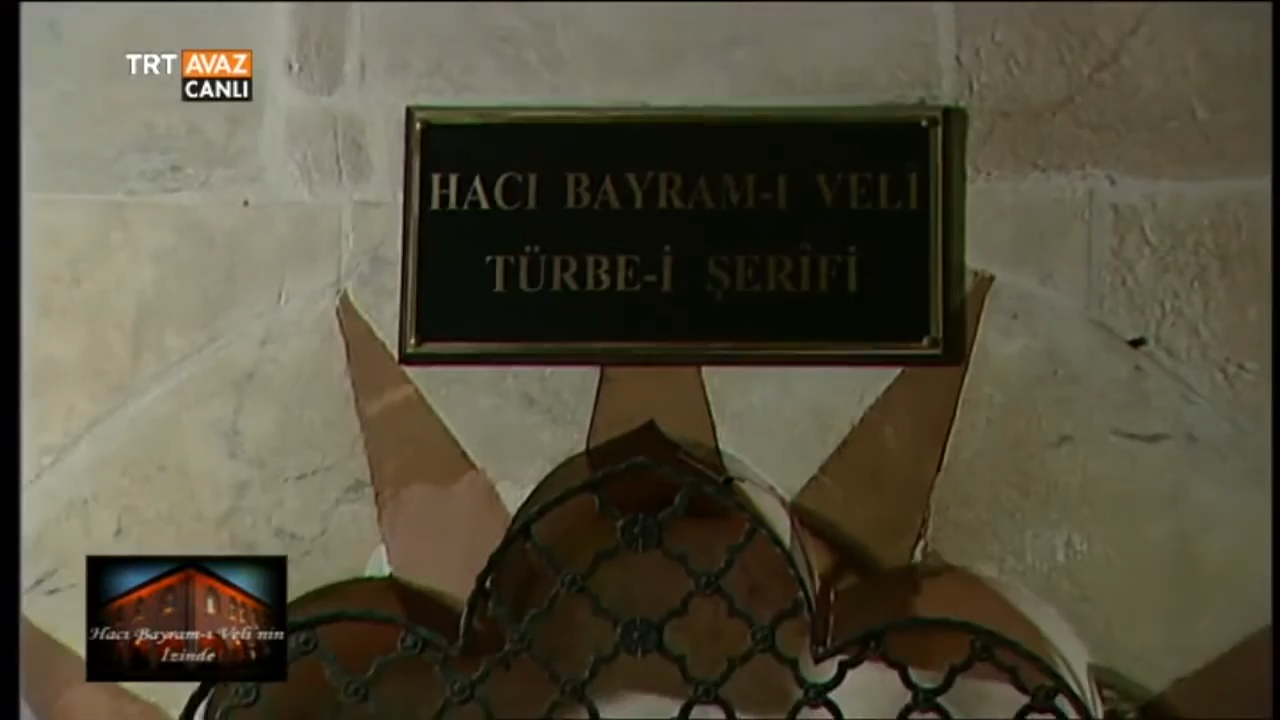 TRT AVAZ
CANLI
HACI BAYRAM-I VELİ
TÜRBE-İ ŞERİFİ
Hacı Bayram-ı Veli'nin
İzinde